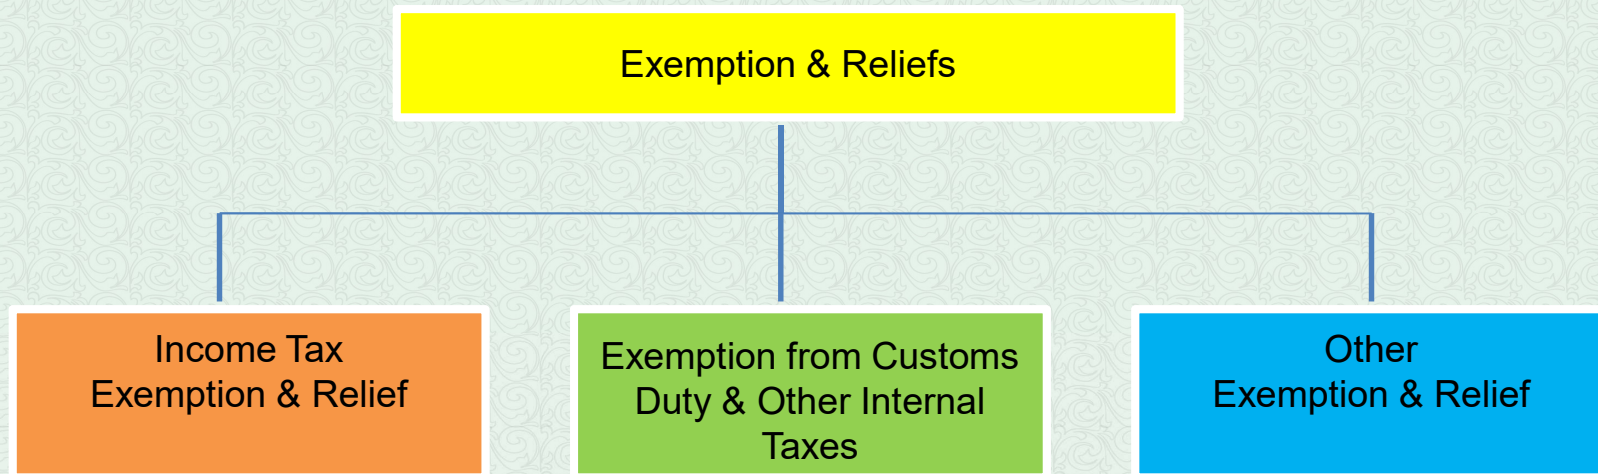 Exemption & Reliefs
Income Tax
Exemption & Relief
Exemption from Customs
Duty & Other Internal
Taxes
Other
Exemption & Relief